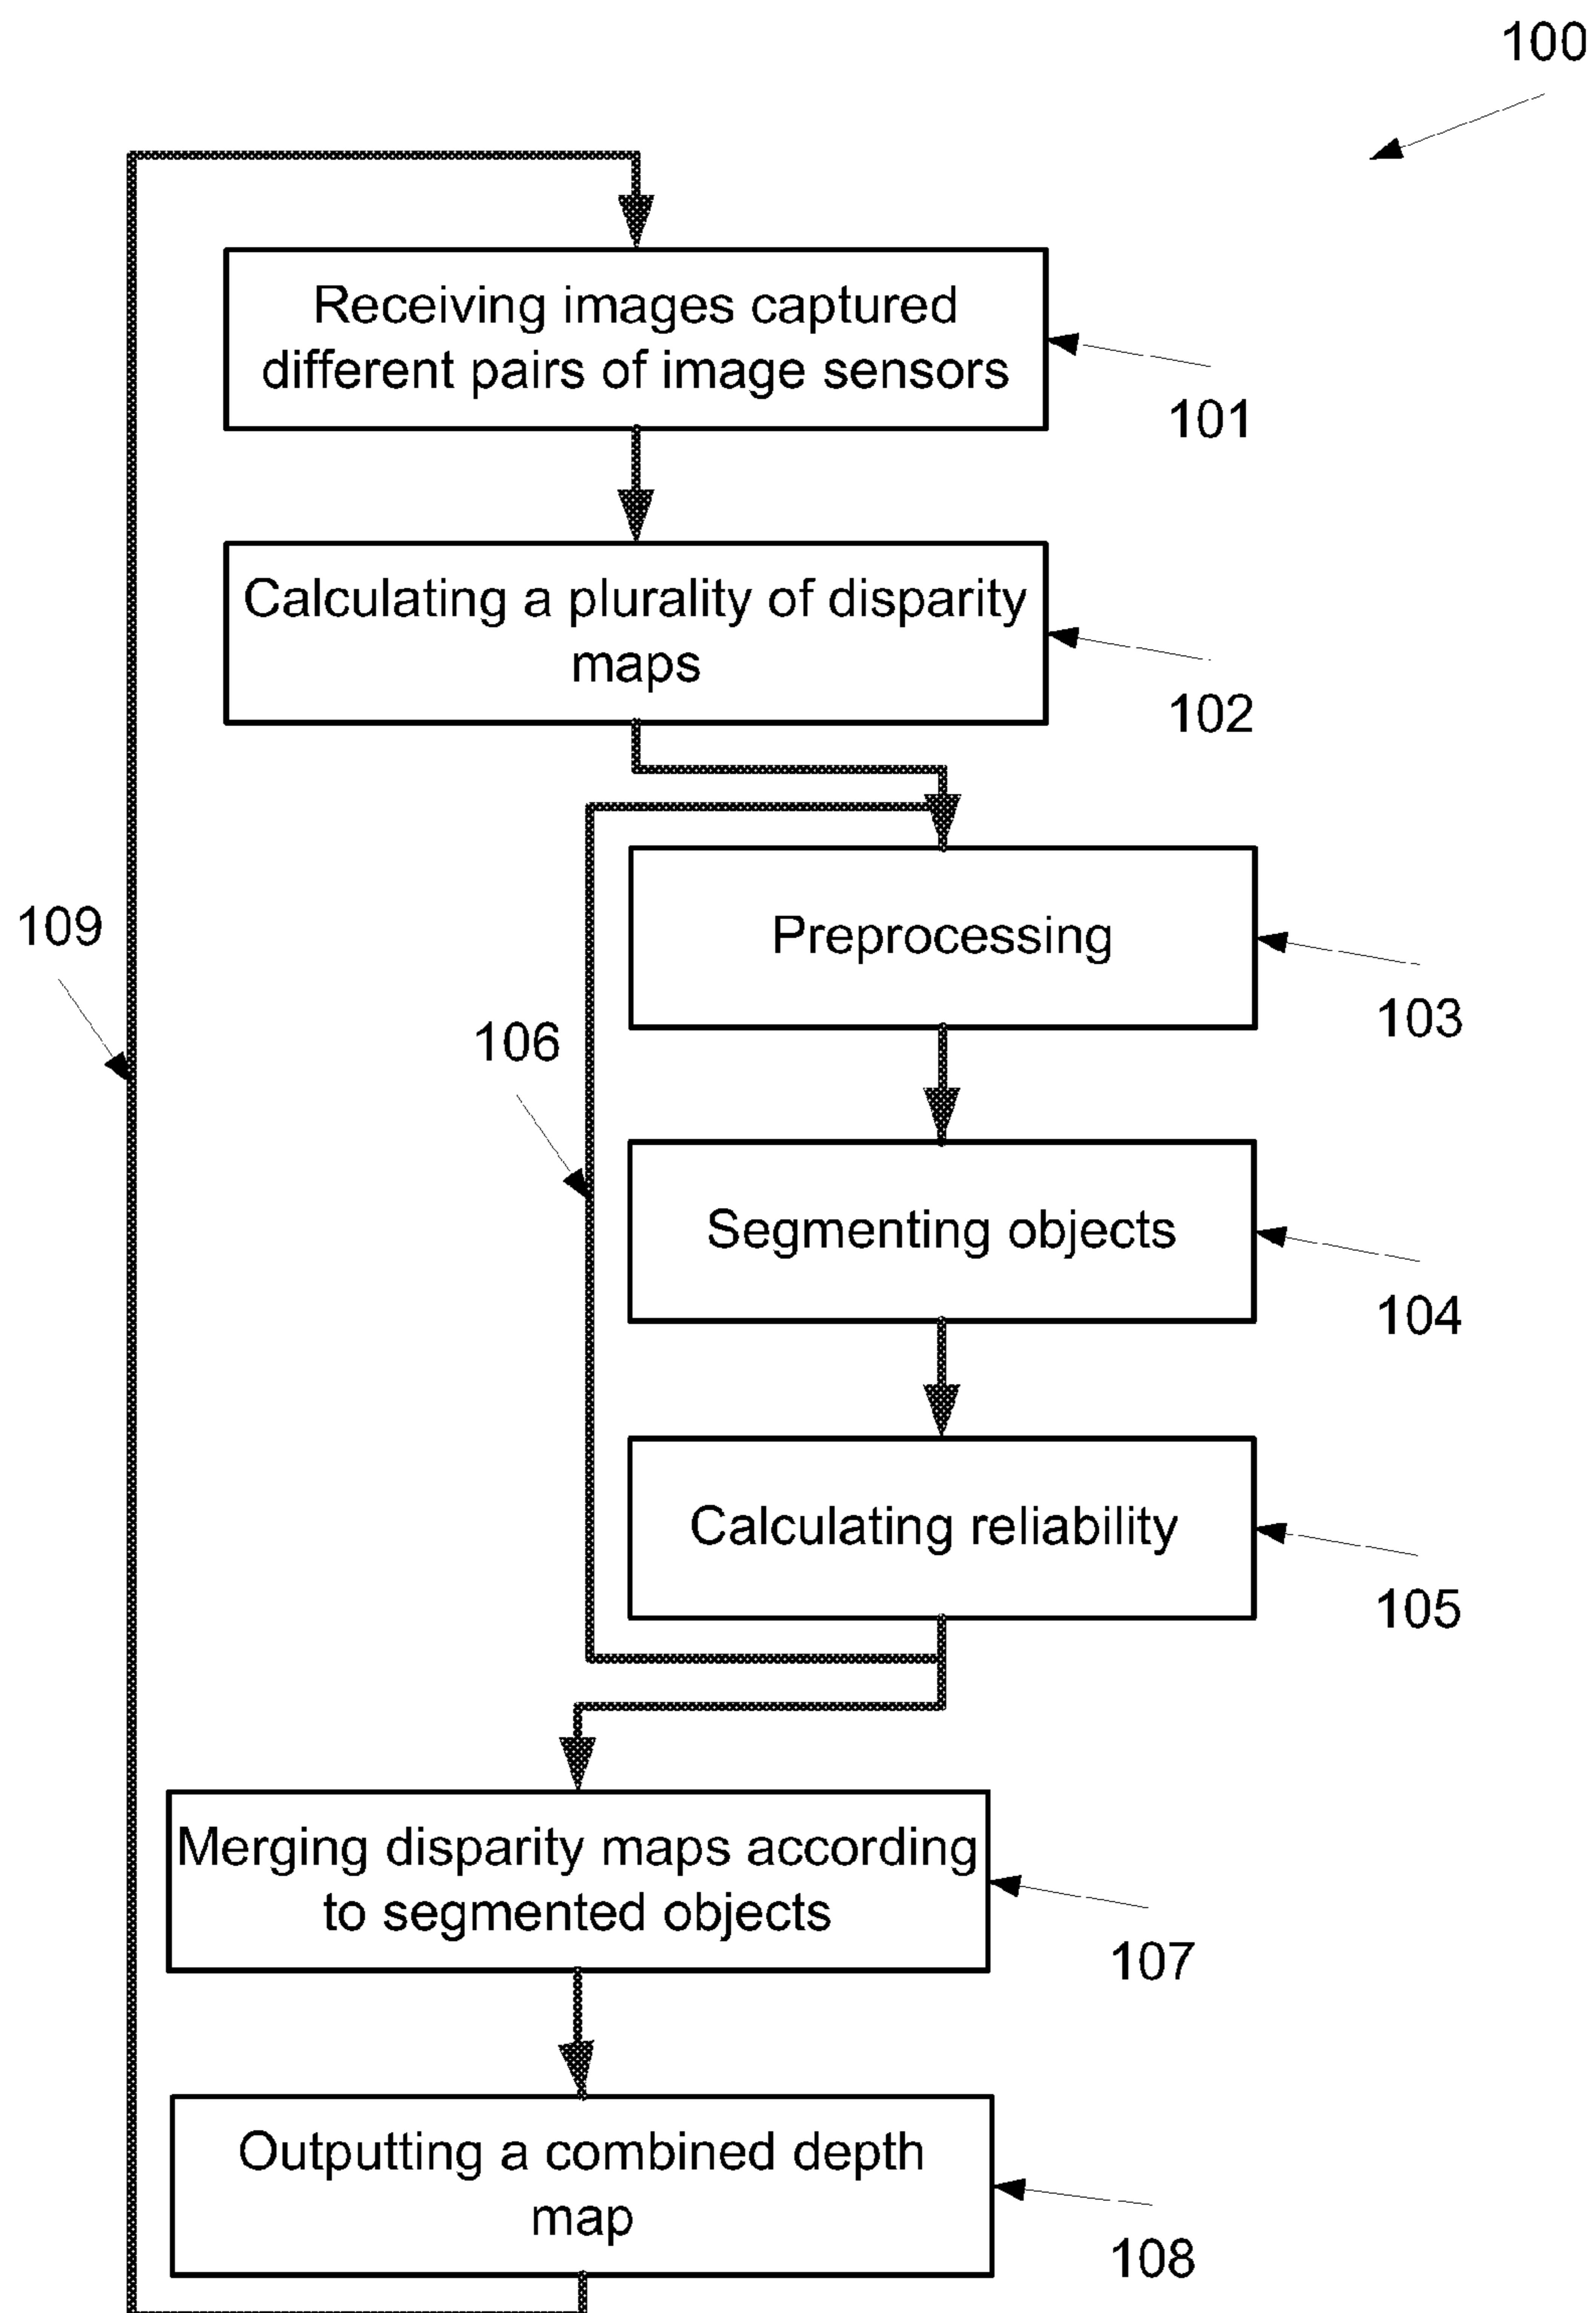 100
Receiving images captured
different pairs of image sensors
101
Calculating a plurality of disparity
maps
102
109
106
Preprocessing
103
Segmenting objects
104
Calculating reliability
105
Merging disparity maps according
to segmented objects
107
Outputting a combined depth
map
108